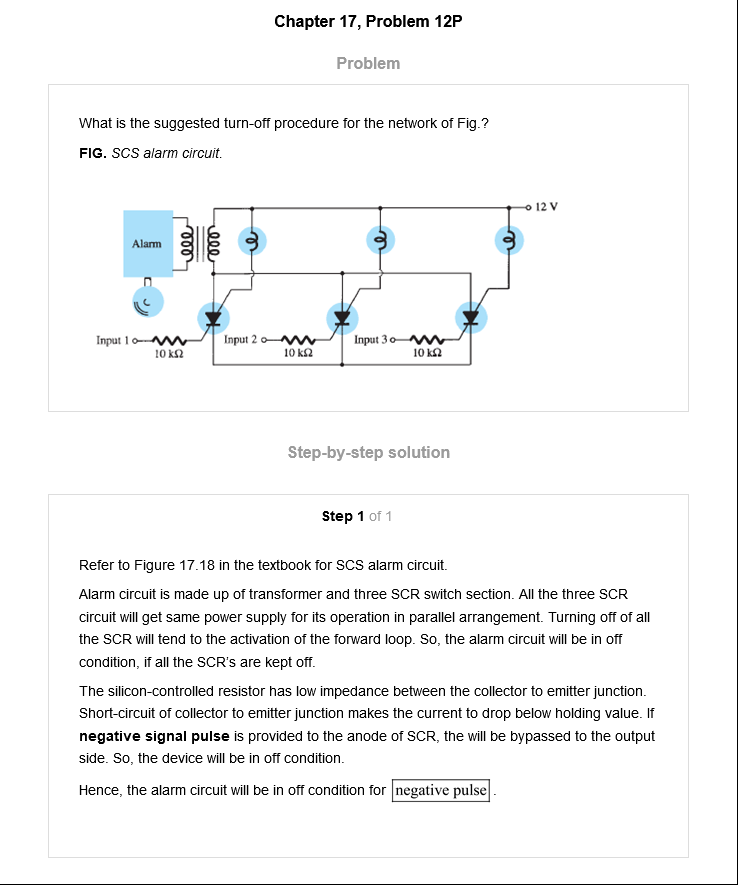 Chapter 17, Problem 12P
Problem
What is the suggested turn-off procedure for the network of Fig.?
FIG. SCS alarm circuit.
12 V
Alarm
Input 1
10 kΩ
Input 2
10 kΩ
Input 3
10 kΩ
Step-by-step solution
Step 1 of 1
Refer to Figure 17.18 in the textbook for SCS alarm circuit.
Alarm circuit is made up of transformer and three SCR switch section. All the three SCR
circuit will get same power supply for its operation in parallel arrangement. Turning off of all
the SCR will tend to the activation of the forward loop. So, the alarm circuit will be in off
condition, if all the SCR's are kept off.
The silicon-controlled resistor has low impedance between the collector to emitter junction.
Short-circuit of collector to emitter junction makes the current to drop below holding value. If
negative signal pulse is provided to the anode of SCR, the will be bypassed to the output
side. So, the device will be in off condition.
Hence, the alarm circuit will be in off condition for negative pulse.